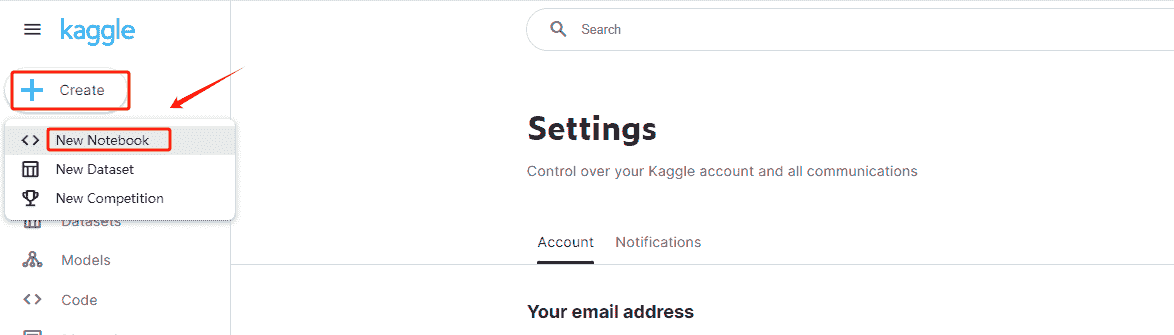 kaggle
Search
Create
New Notebook
New Dataset
New Competition
Datasets
Models
Code
Settings
Control over your Kaggle account and all communications
Account
Notifications
Your email address